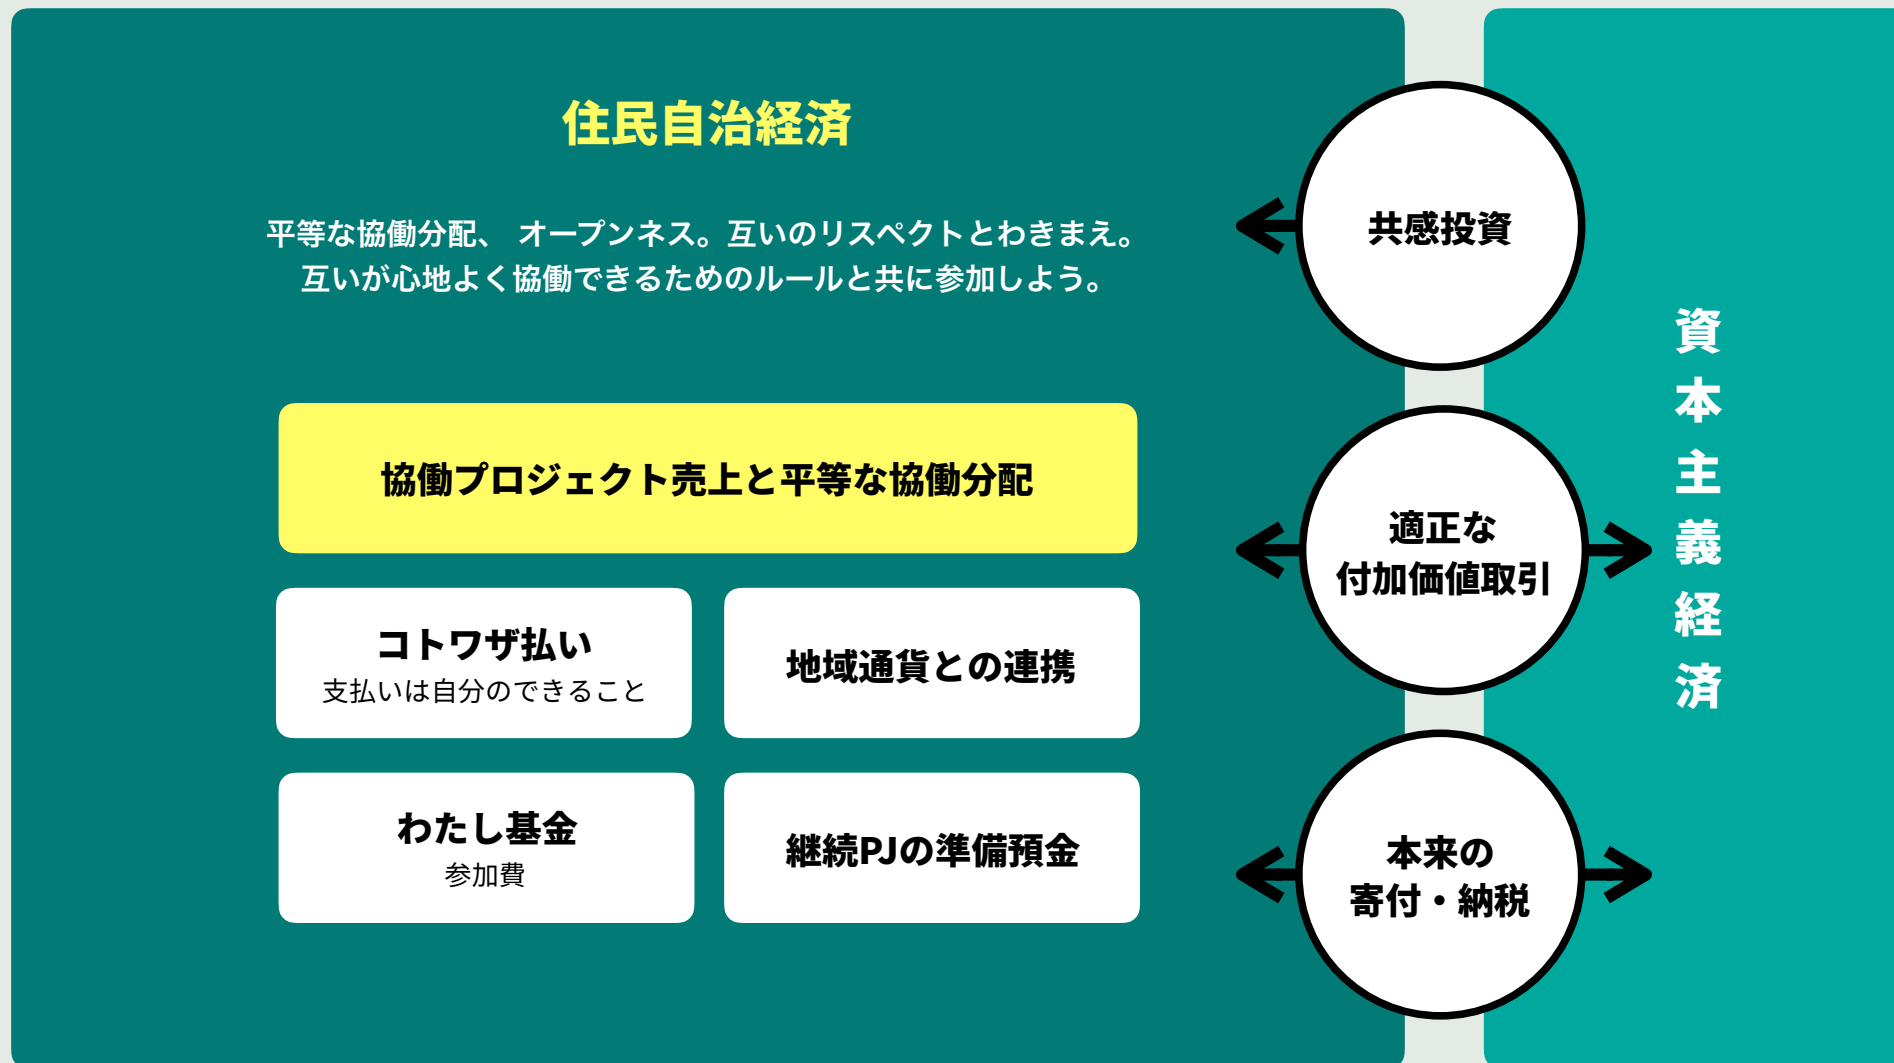 住民自治経済
平等な協働分配、 オープンネス。互いのリスペクトとわきまえ。
互いが心地よく協働できるためのルールと共に参加しよう。
協働プロジェクト売上と平等な協働分配
コトワザ払い
支払いは自分のできること
地域通貨との連携
わたし基金
参加費
継続PJの準備預金
共感投資
適正な
付加価値取引
本来の
寄付・納税
資本主義経済